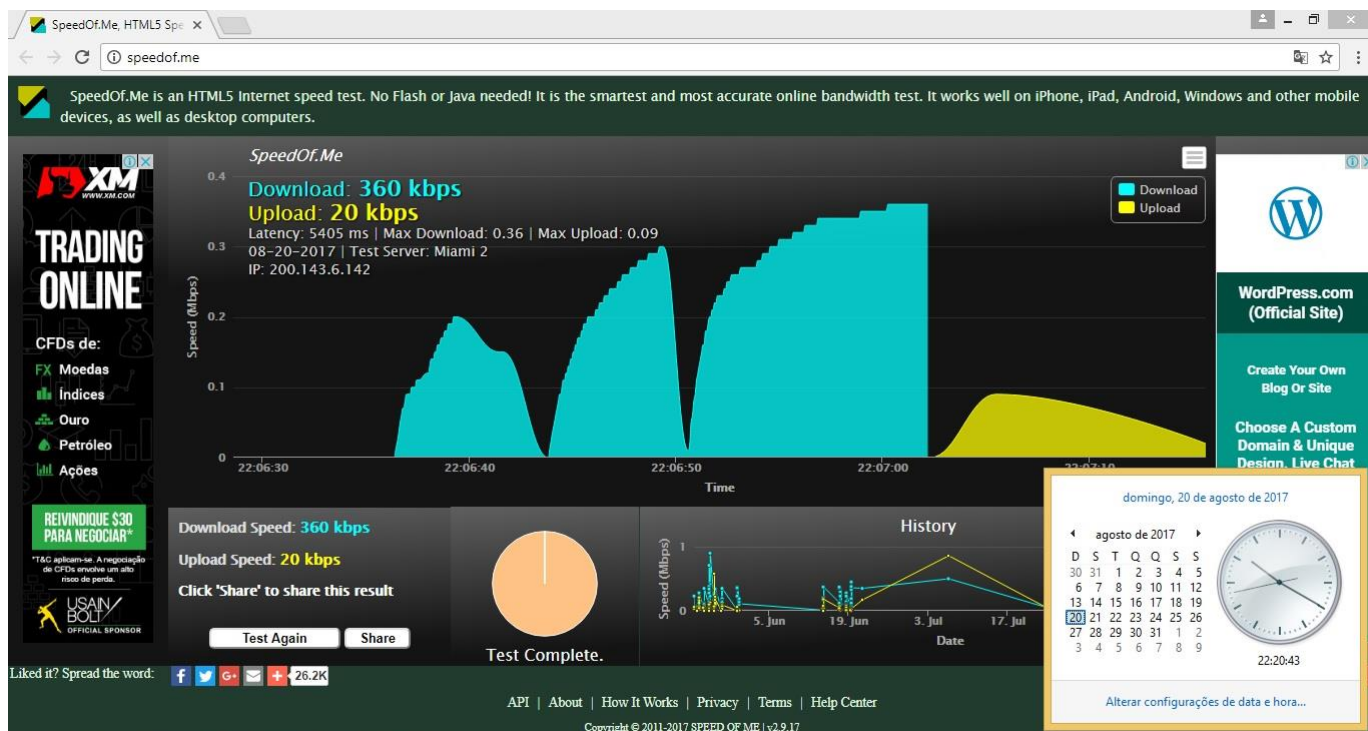 SpeedOf.Me, HTML5 Spe
speedof.me
SpeedOf.Me is an HTML5 Internet speed test. No Flash or Java needed! It is the smartest and most accurate online bandwidth test. It works well on iPhone, iPad, Android, Windows and other mobile
devices, as well as desktop computers.
XM
WWW.XM.COM
TRADING
ONLINE
CFDs de:
FX Moedas
Índices
Ouro
Petróleo
Ações
REIVINDIQUE $30
PARA NEGOCIAR*
*T&C aplicam-se. A negociação
de CFDs envolve um alto
risco de perda.
USAIN
BOLT
OFFICIAL SPONSOR
SpeedOf.Me
Download: 360 kbps
Upload: 20 kbps
Latency: 5405 ms | Max Download: 0.36 | Max Upload: 0.09
08-20-2017 | Test Server: Miami 2
IP: 200.143.6.142
Download
Upload
Speed (Mbps)
0.4
0.3
0.2
0.1
0
22:06:30 22:06:40 22:06:50 22:07:00 22:07:10
Time
WordPress.com
(Official Site)
Create Your Own
Blog Or Site
Choose A Custom
Domain & Unique
Design, Live Chat
Download Speed: 360 kbps
Upload Speed: 20 kbps
Click 'Share' to share this result
Test Again Share
Test Complete.
History
Speed (Mbps)
1
0
5. Jun 19. Jun 3. Jul 17. Jul
Date
domingo, 20 de agosto de 2017
agosto de 2017
D S T Q Q S S
30 31 1 2 3 4 5
6 7 8 9 10 11 12
13 14 15 16 17 18 19
20 21 22 23 24 25 26
27 28 29 30 31 1 2
3 4 5 6 7 8 9
22:20:43
Alterar configurações de data e hora...
Liked it? Spread the word: 26.2K
API | About | How It Works | Privacy | Terms | Help Center
Copyright © 2011-2017 SPEED OF ME | v2.9.17